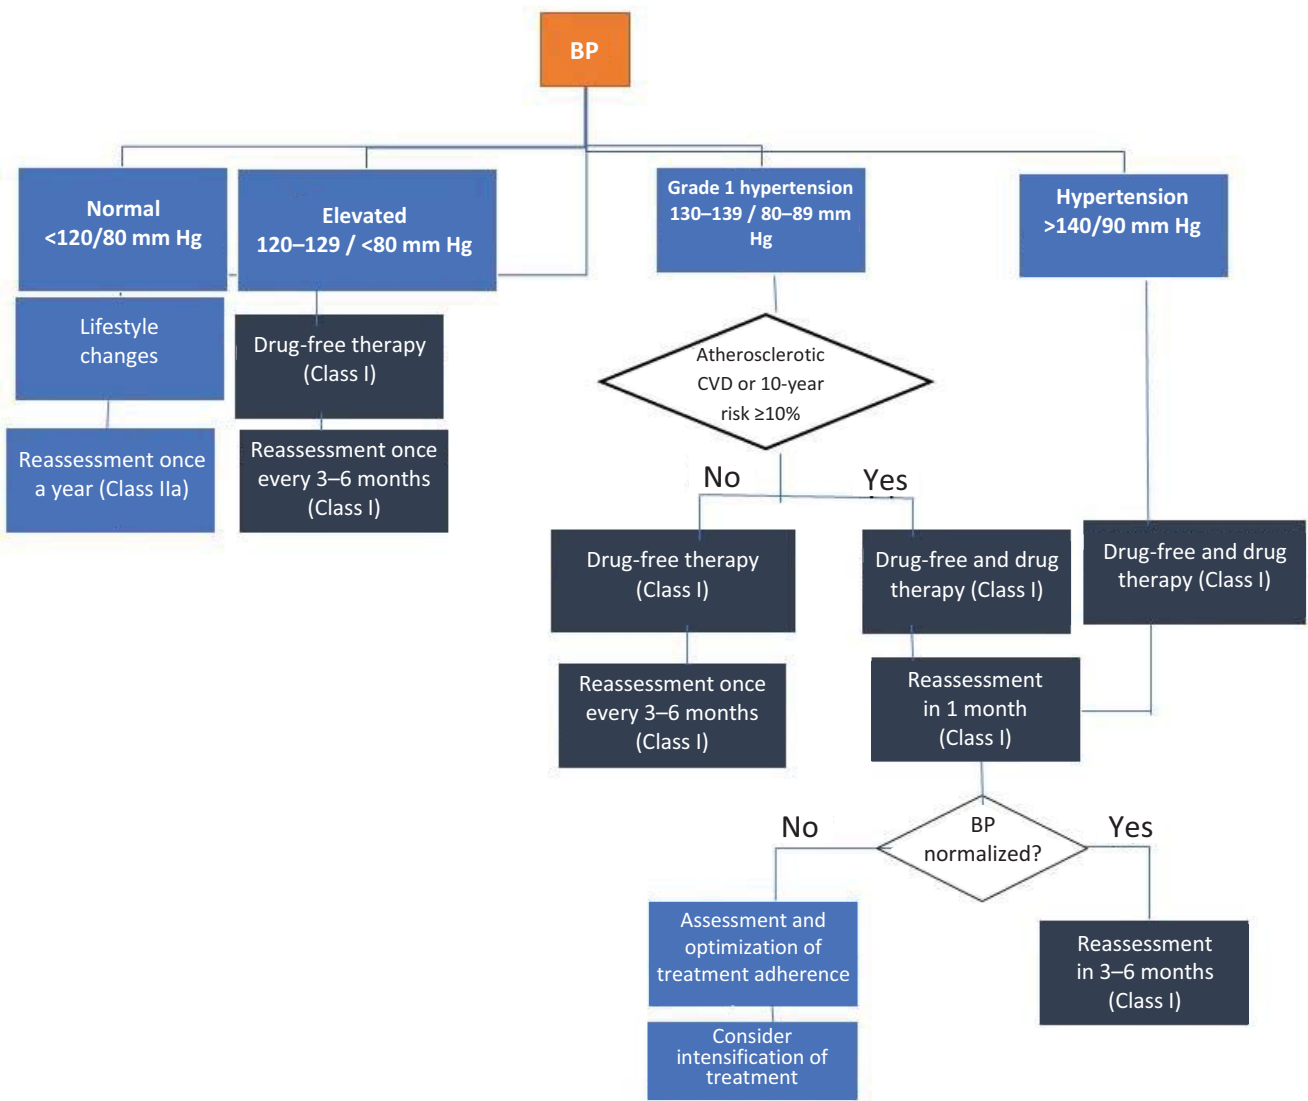 BP
Normal
<120/80 mm Hg
Elevated
120–129 / <80 mm Hg
Grade 1 hypertension
130–139 / 80–89 mm
Hg
Hypertension
>140/90 mm Hg
Lifestyle
changes
Reassessment once
a year (Class IIa)
Drug-free therapy
(Class I)
Reassessment once
every 3–6 months
(Class I)
Atherosclerotic
CVD or 10-year
risk ≥10%
No
Yes
Drug-free therapy
(Class I)
Reassessment once
every 3–6 months
(Class I)
Drug-free and drug
therapy (Class I)
Drug-free and drug
therapy (Class I)
Reassessment
in 1 month
(Class I)
BP
normalized?
No
Yes
Assessment and
optimization of
treatment adherence
Consider
intensification of
treatment
Reassessment
in 3–6 months
(Class I)